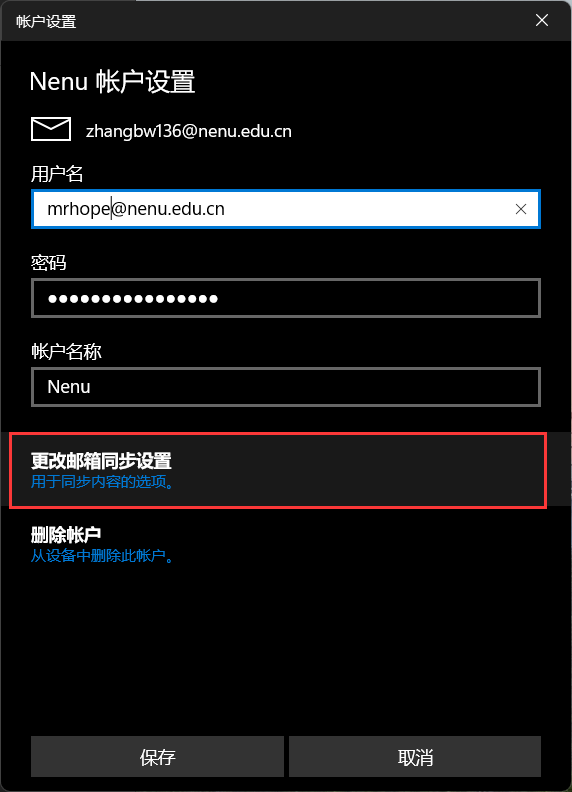 帐户设置
Nenu 帐户设置
zhangbw136@nenu.edu.cn
用户名
mrhope@nenu.edu.cn
密码
●●●●●●●●●●●●●●●●
帐户名称
Nenu
更改邮箱同步设置
用于同步内容的选项。
删除帐户
从设备中删除此帐户。
保存
取消